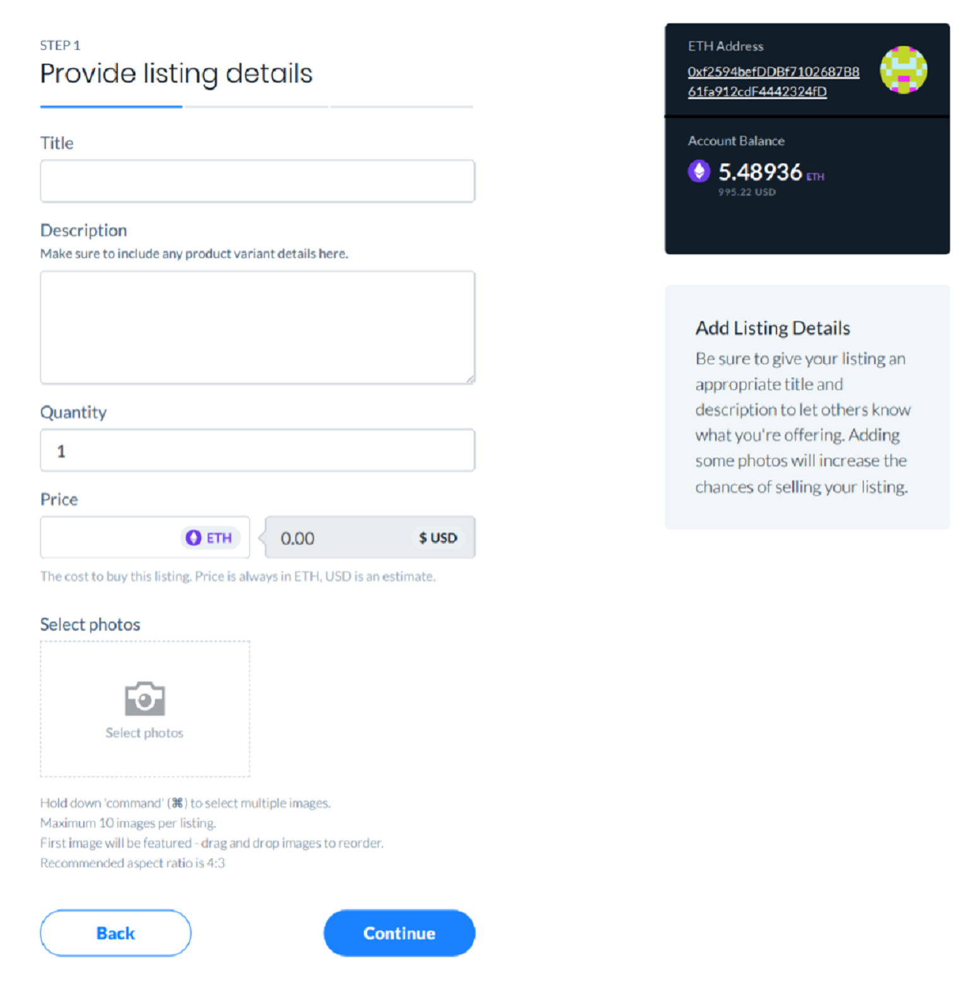 STEP 1
Provide listing details
Title
Description
Make sure to include any product variant details here.
Quantity
1
Price
ETH
0.00
$ USD
The cost to buy this listing. Price is always in ETH, USD is an estimate.
Select photos
Select photos
Hold down 'command' (⌘) to select multiple images.
Maximum 10 images per listing.
First image will be featured - drag and drop images to reorder.
Recommended aspect ratio is 4:3
Back
Continue
ETH Address
0xf2594befDDBf7102687B8
61fa912cdF4442324fD
Account Balance
5.48936 ETH
995.22 USD
Add Listing Details
Be sure to give your listing an
appropriate title and
description to let others know
what you're offering. Adding
some photos will increase the
chances of selling your listing.